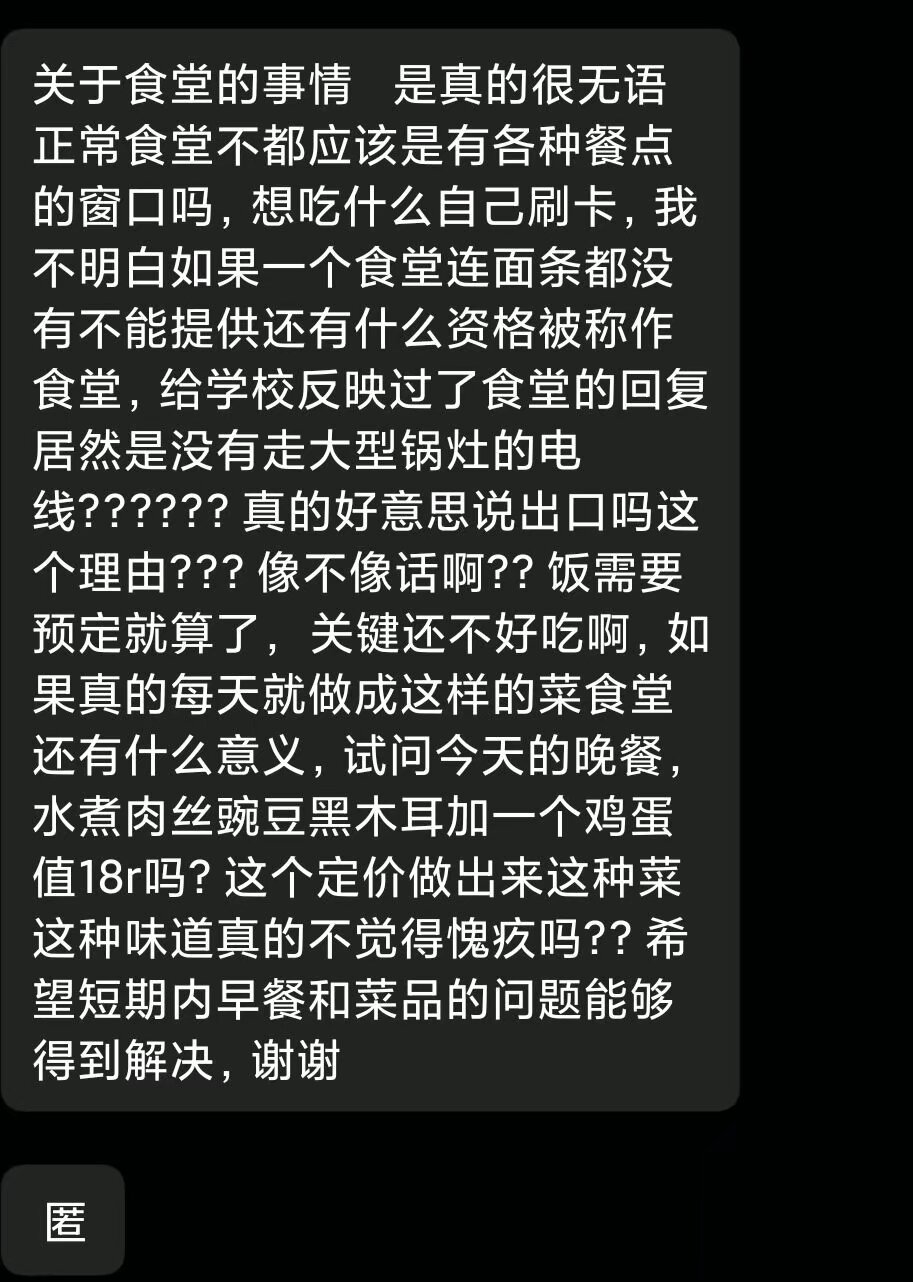 关于食堂的事情　是真的很无语
正常食堂不都应该是有各种餐点
的窗口吗，想吃什么自己刷卡，我
不明白如果一个食堂连面条都没
有不能提供还有什么资格被称作
食堂，给学校反映过了食堂的回复
居然是没有走大型锅灶的电
线?????? 真的好意思说出口吗这
个理由??? 像不像话啊?? 饭需要
预定就算了， 关键还不好吃啊，如
果真的每天就做成这样的菜食堂
还有什么意义，试问今天的晚餐，
水煮肉丝豌豆黑木耳加一个鸡蛋
值18r吗? 这个定价做出来这种菜
这种味道真的不觉得愧疚吗?? 希
望短期内早餐和菜品的问题能够
得到解决，谢谢
匿